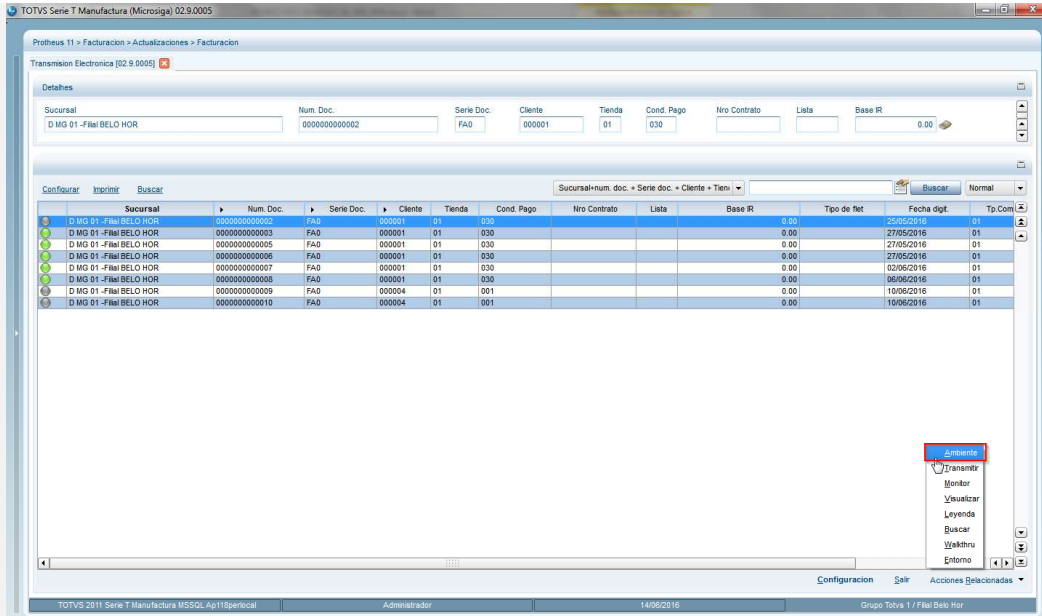 TOTVS Serie T Manufactura (Microsiga) 02.9.0005
Protheus 11 > Facturacion > Actualizaciones > Facturacion
Transmision Electronica [02.9.0005]
Detalhes
Sucursal Num. Doc. Serie Doc. Cliente Tienda Cond. Pago Nro Contrato Lista Base IR
D MG 01 -Filial BELO HOR 0000000000002 FA0 000001 01 030 0.00
Configurar Imprimir Buscar Sucursal+num. doc. + Serie doc. + Cliente + Tien Buscar Normal
Sucursal Num. Doc. Serie Doc. Cliente Tienda Cond. Pago Nro Contrato Lista Base IR Tipo de flet Fecha digit. Tp.Com
D MG 01 -Filial BELO HOR 0000000000002 FA0 000001 01 030 0.00 25/05/2016 01
D MG 01 -Filial BELO HOR 0000000000003 FA0 000001 01 030 0.00 27/05/2016 01
D MG 01 -Filial BELO HOR 0000000000005 FA0 000001 01 030 0.00 27/05/2016 01
D MG 01 -Filial BELO HOR 0000000000006 FA0 000001 01 030 0.00 27/05/2016 01
D MG 01 -Filial BELO HOR 0000000000007 FA0 000001 01 030 0.00 02/06/2016 01
D MG 01 -Filial BELO HOR 0000000000008 FA0 000001 01 030 0.00 06/06/2016 01
D MG 01 -Filial BELO HOR 0000000000009 FA0 000004 01 001 0.00 10/06/2016 01
D MG 01 -Filial BELO HOR 0000000000010 FA0 000004 01 001 0.00 10/06/2016 01
Ambiente
Transmitir
Monitor
Visualizar
Leyenda
Buscar
Walkthru
Entorno
Configuracion Salir Acciones Relacionadas
TOTVS 2011 Serie T Manufactura MSSQL Ap118perlocal Administrador 14/06/2016 Grupo Totvs 1 / Filial Belo Hor